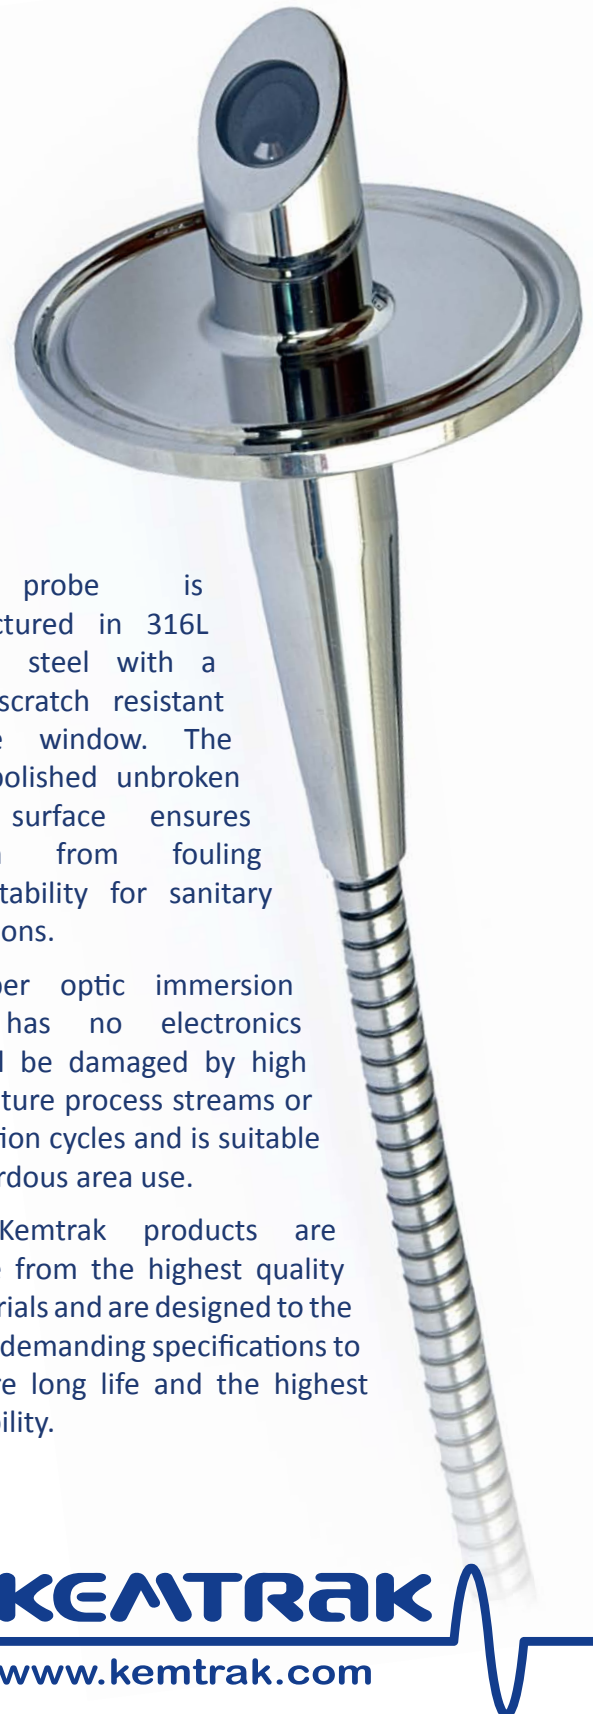 probe is
ctured in 316L
steel with a
scratch resistant
window. The
polished unbroken
surface ensures
from fouling
tability for sanitary
ons.
per optic immersion
has no electronics
be damaged by high
ture process streams or
tion cycles and is suitable
rdous area use.
Kemtrak products are
from the highest quality
rials and are designed to the
demanding specifications to
re long life and the highest
bility.
KEMTRAK
www.kemtrak.com